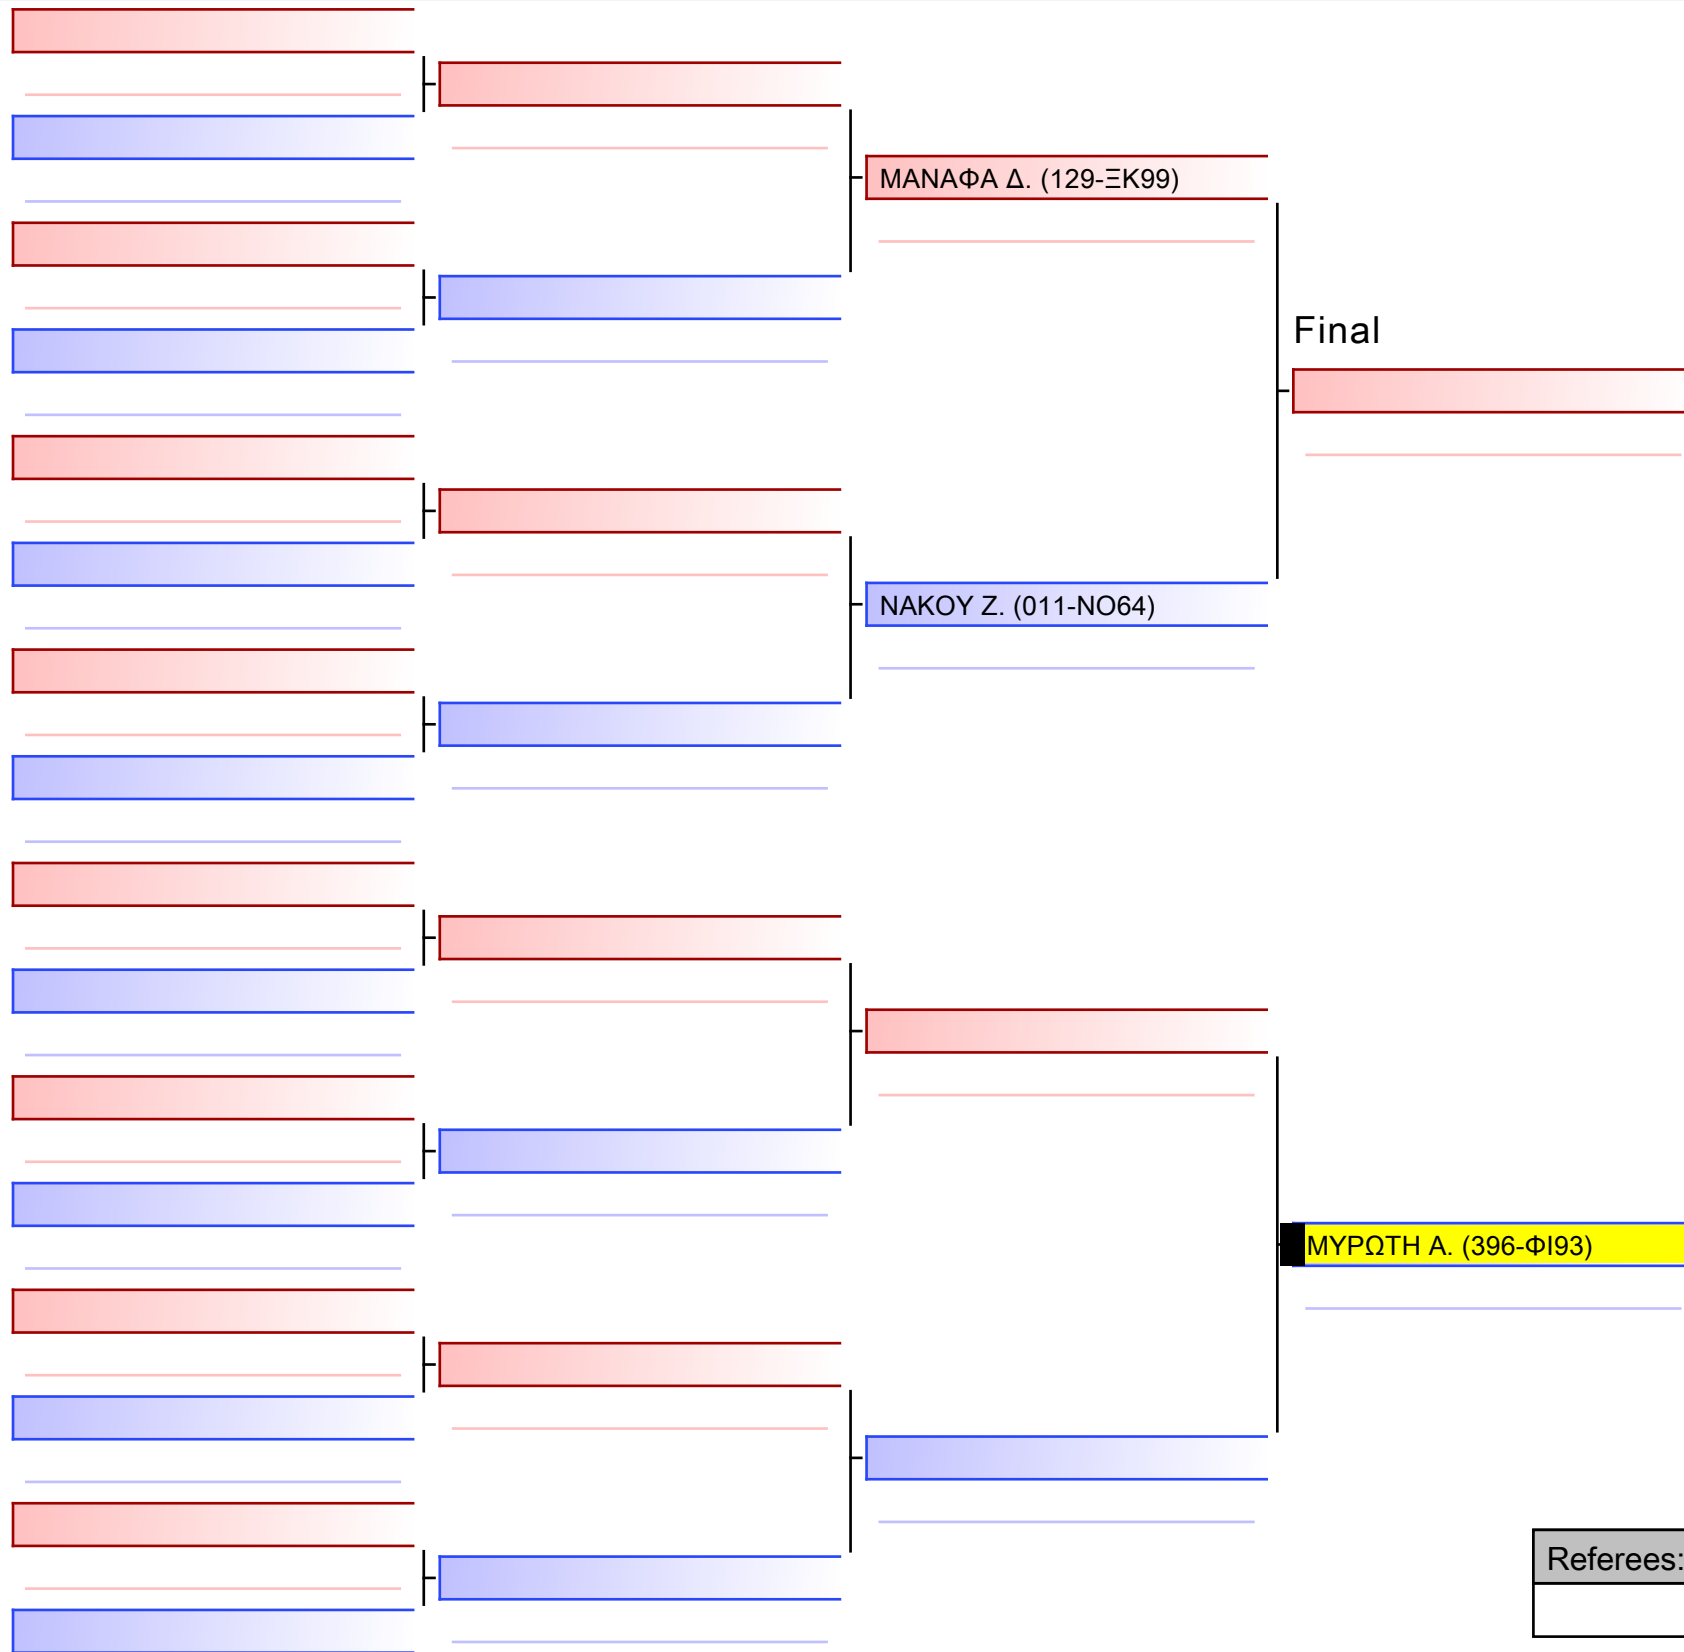 ΜΑΝΑΦΑ Δ. (129-ΞΚ99)
Final
ΝΑΚΟΥ Ζ. (011-ΝΟ64)
ΜΥΡΩΤΗ Α. (396-ΦΙ93)
Referees: